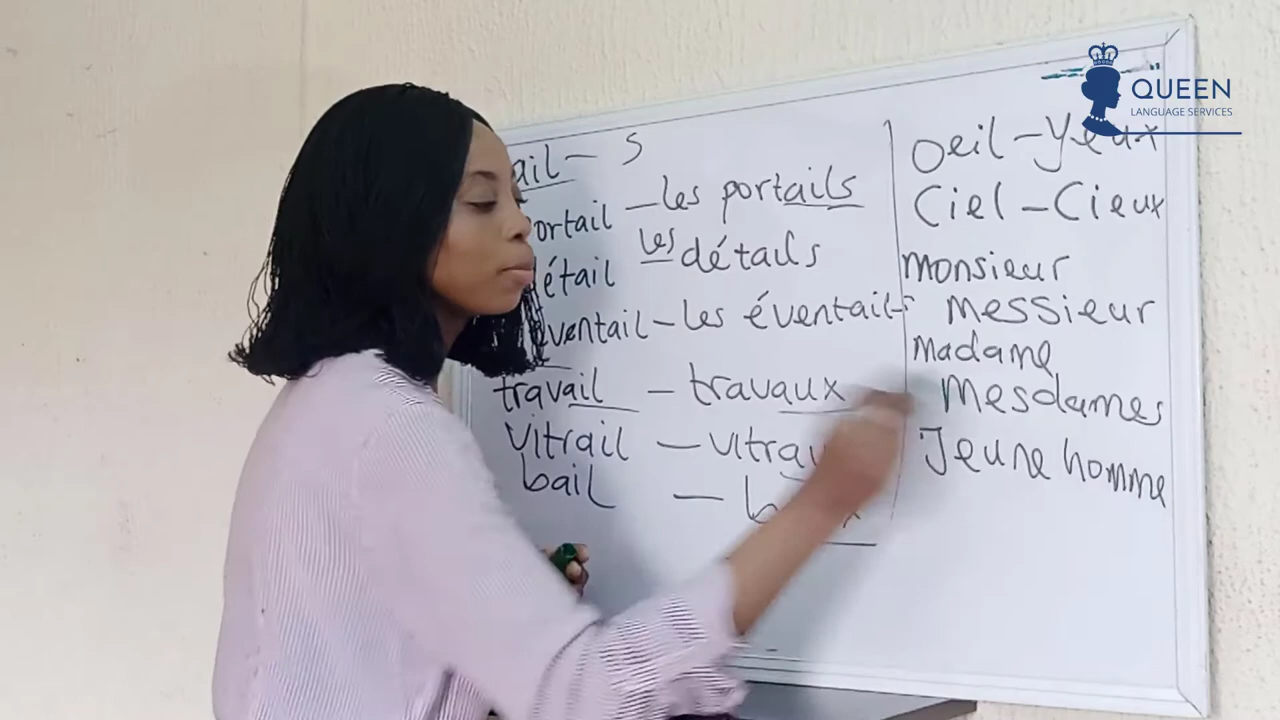 ail – S
ortail – les portails
étail les détails
éventail – les éventails
travail – travaux
vitrail – vitrau
bail –
Oeil – Yeux
Ciel – Cieux
monsieur
Messieur
madame
Mesdames
Jeune homme
QUEEN
LANGUAGE SERVICES